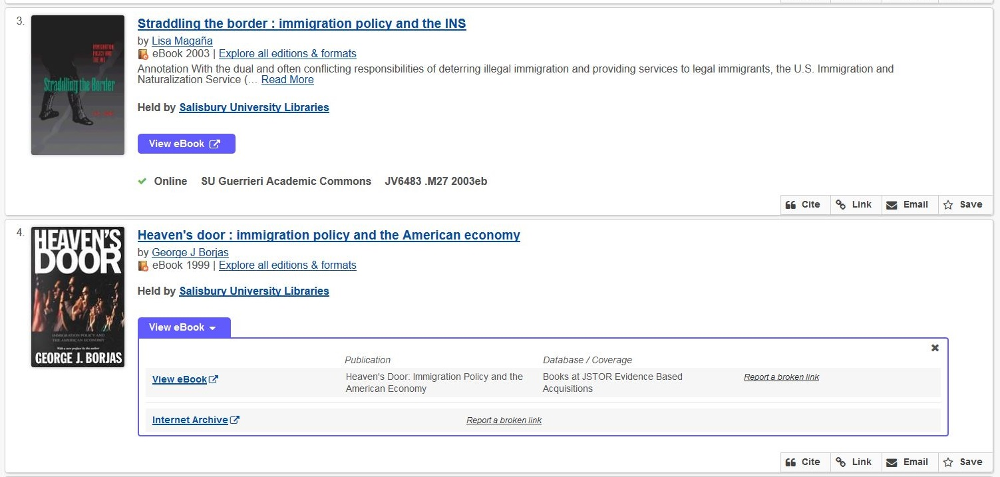 3.
IMMIGRATION
POLICY AND
THE INS
Straddling the Border
Straddling the border : immigration policy and the INS
by Lisa Magaña
eBook 2003 | Explore all editions & formats
Annotation With the dual and often conflicting responsibilities of deterring illegal immigration and providing services to legal immigrants, the U.S. Immigration and
Naturalization Service (… Read More
Held by Salisbury University Libraries
View eBook
Online SU Guerrieri Academic Commons JV6483 .M27 2003eb
Cite Link Email Save
4.
HEAVEN'S
DOOR
IMMIGRATION POLICY AND
THE AMERICAN ECONOMY
With a new preface by the author
GEORGE J. BORJAS
Heaven's door : immigration policy and the American economy
by George J Borjas
eBook 1999 | Explore all editions & formats
Held by Salisbury University Libraries
View eBook
Publication Database / Coverage
View eBook Heaven's Door: Immigration Policy and the Books at JSTOR Evidence Based Report a broken link
American Economy Acquisitions
Internet Archive Report a broken link
Cite Link Email Save